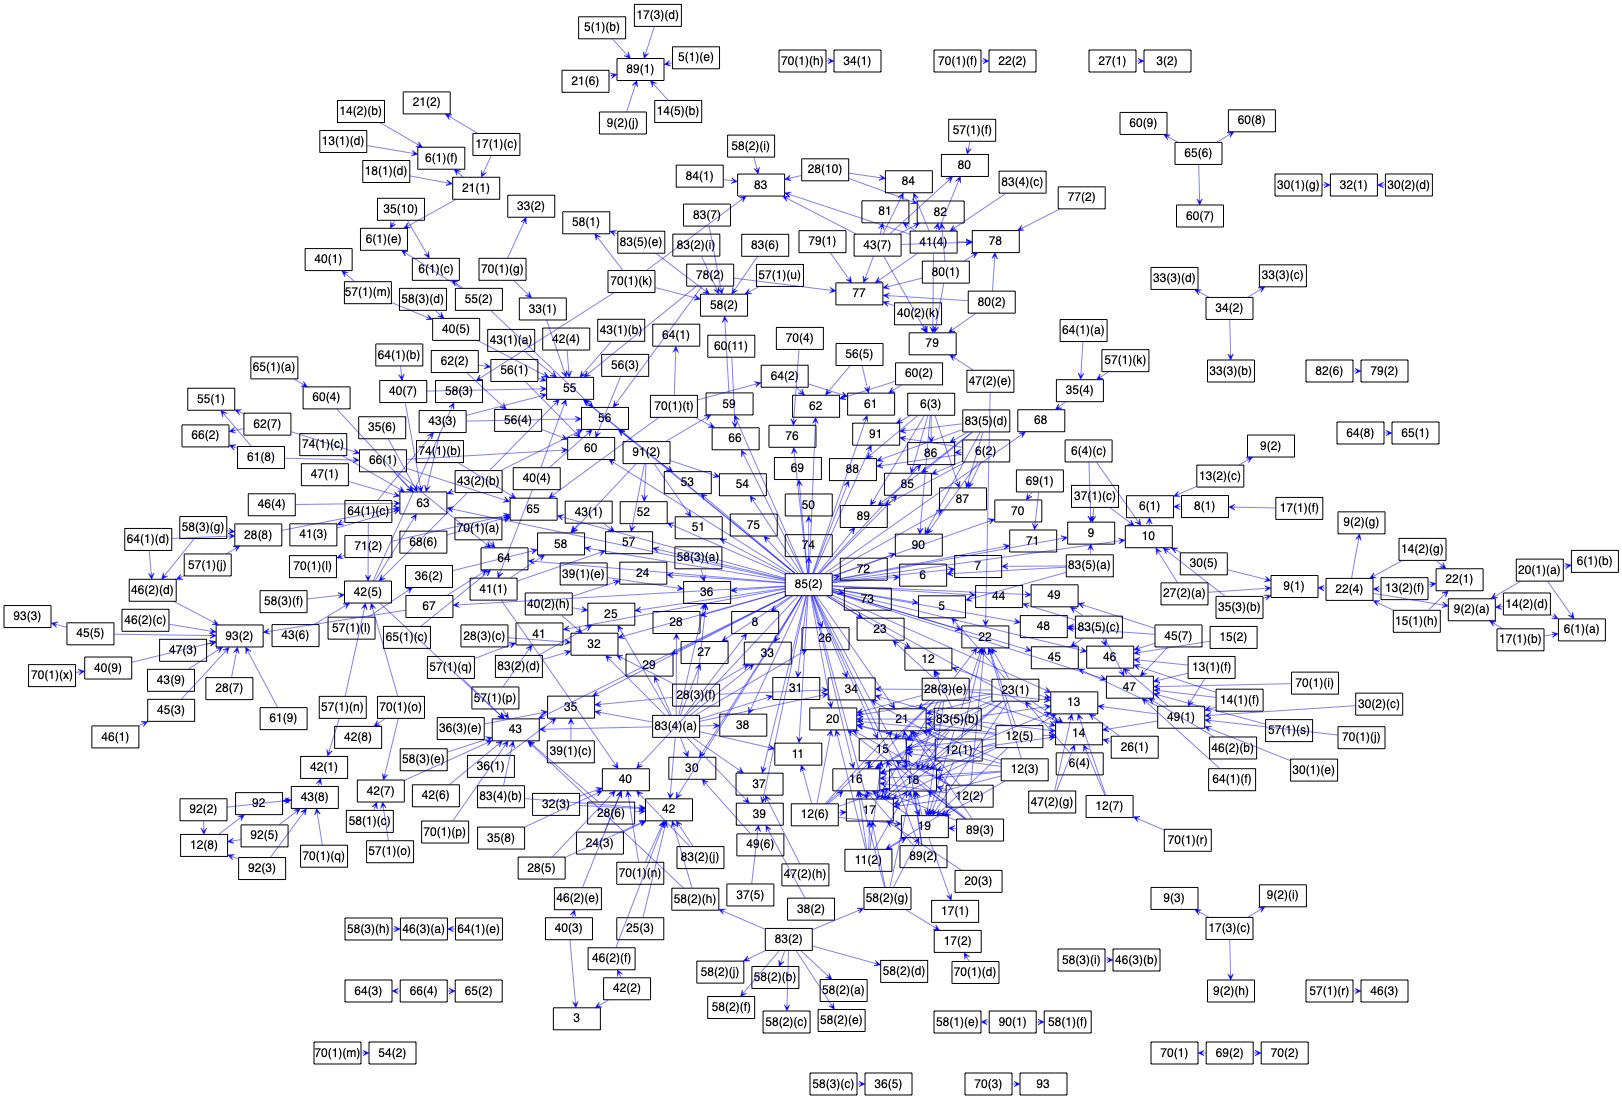 17(3)(d)
5(1)(b)
5(1)(e)
89(1)
21(6)
14(5)(b)
9(2)(j)
70(1)(h)
34(1)
70(1)(f)
22(2)
27(1)
3(2)
21(2)
14(2)(b)
13(1)(d)
17(1)(c)
6(1)(f)
18(1)(d)
21(1)
57(1)(f)
60(9)
60(8)
65(6)
60(7)
58(2)(i)
28(10)
80
84(1)
83
84
83(4)(c)
77(2)
30(1)(g)
32(1)
30(2)(d)
35(10)
33(2)
58(1)
83(7)
81
82
6(1)(e)
83(5)(e)
83(2)(i)
83(6)
79(1)
43(7)
41(4)
78
40(1)
6(1)(c)
70(1)(g)
70(1)(k)
78(2)
57(1)(u)
80(1)
33(3)(d)
33(3)(c)
57(1)(m)
58(3)(d)
55(2)
33(1)
58(2)
77
80(2)
40(2)(k)
34(2)
40(5)
43(1)(a)
42(4)
43(1)(b)
64(1)
60(11)
70(4)
79
64(1)(a)
64(1)(b)
62(2)
56(1)
56(3)
56(5)
57(1)(k)
33(3)(b)
82(6)
79(2)
65(1)(a)
40(7)
58(3)
55
64(2)
60(2)
47(2)(e)
35(4)
55(1)
60(4)
70(1)(t)
59
62
61
6(3)
62(7)
66(2)
35(6)
43(3)
56(4)
56
66
76
91
83(5)(d)
68
64(8)
65(1)
61(8)
74(1)(c)
66(1)
74(1)(b)
60
91(2)
86
6(2)
6(4)(c)
9(2)
47(1)
43(2)(b)
40(4)
53
54
69
88
85
87
69(1)
13(2)(c)
46(4)
63
64(1)(c)
65
43(1)
52
51
75
50
89
70
37(1)(c)
6(1)
8(1)
17(1)(f)
58(3)(g)
64(1)(d)
28(8)
41(3)
71(2)
68(6)
70(1)(a)
64
58
57
74
90
71
9
10
9(2)(g)
57(1)(j)
70(1)(l)
58(3)(a)
72
7
83(5)(a)
30(5)
14(2)(g)
20(1)(a)
6(1)(b)
46(2)(d)
42(5)
36(2)
41(1)
39(1)(e)
24
36
85(2)
6
44
49
27(2)(a)
9(1)
22(4)
13(2)(f)
22(1)
58(3)(f)
67
40(2)(h)
25
73
5
35(3)(b)
9(2)(a)
14(2)(d)
93(3)
45(5)
46(2)(c)
93(2)
43(6)
57(1)(l)
65(1)(c)
28(3)(c)
41
32
28
8
26
23
22
48
83(5)(c)
45(7)
15(2)
15(1)(h)
17(1)(b)
6(1)(a)
70(1)(x)
40(9)
47(3)
57(1)(q)
83(2)(d)
29
27
33
12
45
46
13(1)(f)
43(9)
28(7)
57(1)(p)
28(3)(f)
31
34
28(3)(e)
23(1)
47
14(1)(f)
70(1)(i)
45(3)
61(9)
57(1)(n)
70(1)(o)
35
13
49(1)
30(2)(c)
46(1)
42(8)
36(3)(e)
43
39(1)(c)
83(4)(a)
38
20
21
83(5)(b)
12(5)
14
26(1)
57(1)(s)
70(1)(j)
58(3)(e)
11
15
12(1)
46(2)(b)
42(1)
36(1)
30
6(4)
12(3)
64(1)(f)
30(1)(e)
42(7)
42(6)
83(4)(b)
40
37
16
18
12(2)
47(2)(g)
12(7)
92(2)
92
43(8)
58(1)(c)
70(1)(p)
32(3)
28(6)
42
39
12(6)
17
19
89(3)
12(8)
92(5)
92(3)
70(1)(q)
57(1)(o)
35(8)
24(3)
28(5)
83(2)(j)
49(6)
11(2)
89(2)
70(1)(r)
70(1)(n)
47(2)(h)
20(3)
46(2)(e)
58(2)(h)
37(5)
38(2)
58(2)(g)
17(1)
9(3)
9(2)(i)
58(3)(h)
46(3)(a)
64(1)(e)
40(3)
25(3)
83(2)
17(2)
17(3)(c)
46(2)(f)
58(2)(j)
58(2)(b)
58(2)(d)
70(1)(d)
58(3)(i)
46(3)(b)
64(3)
66(4)
65(2)
42(2)
58(2)(a)
9(2)(h)
57(1)(r)
46(3)
58(2)(f)
3
58(2)(c)
58(2)(e)
58(1)(e)
90(1)
58(1)(f)
70(1)(m)
54(2)
70(1)
69(2)
70(2)
58(3)(c)
36(5)
70(3)
93